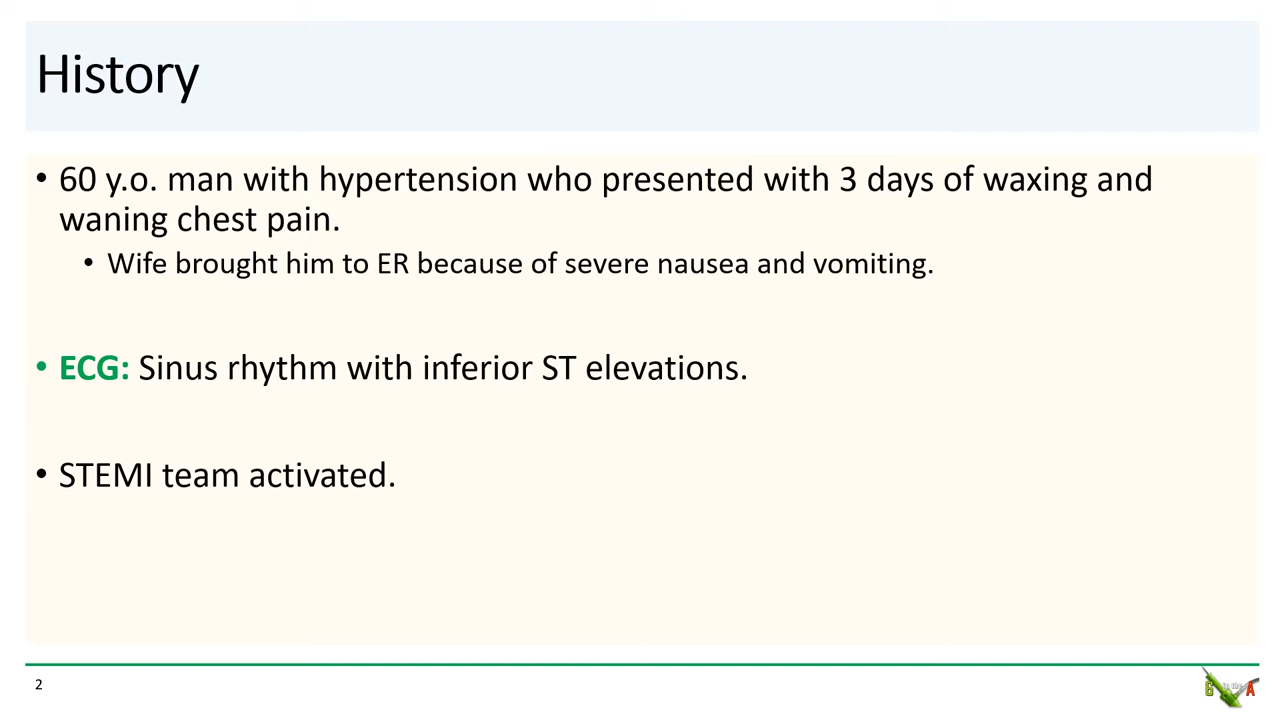 History
• 60 y.o. man with hypertension who presented with 3 days of waxing and
waning chest pain.
• Wife brought him to ER because of severe nausea and vomiting.
• ECG: Sinus rhythm with inferior ST elevations.
• STEMI team activated.
2
G in the A